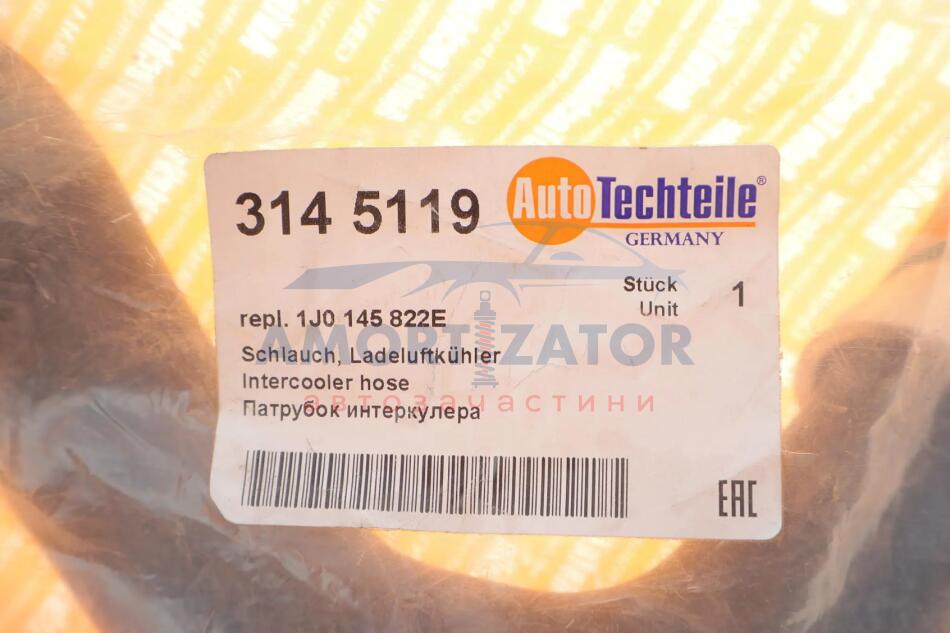 314 5119
AutoTechteile®
GERMANY
Stück
Unit
1
repl. 1J0 145 822E
AMORTIZATOR
Schlauch, Ladeluftkühler
Intercooler hose
автозапчастини
Патрубок интеркулера
EAC